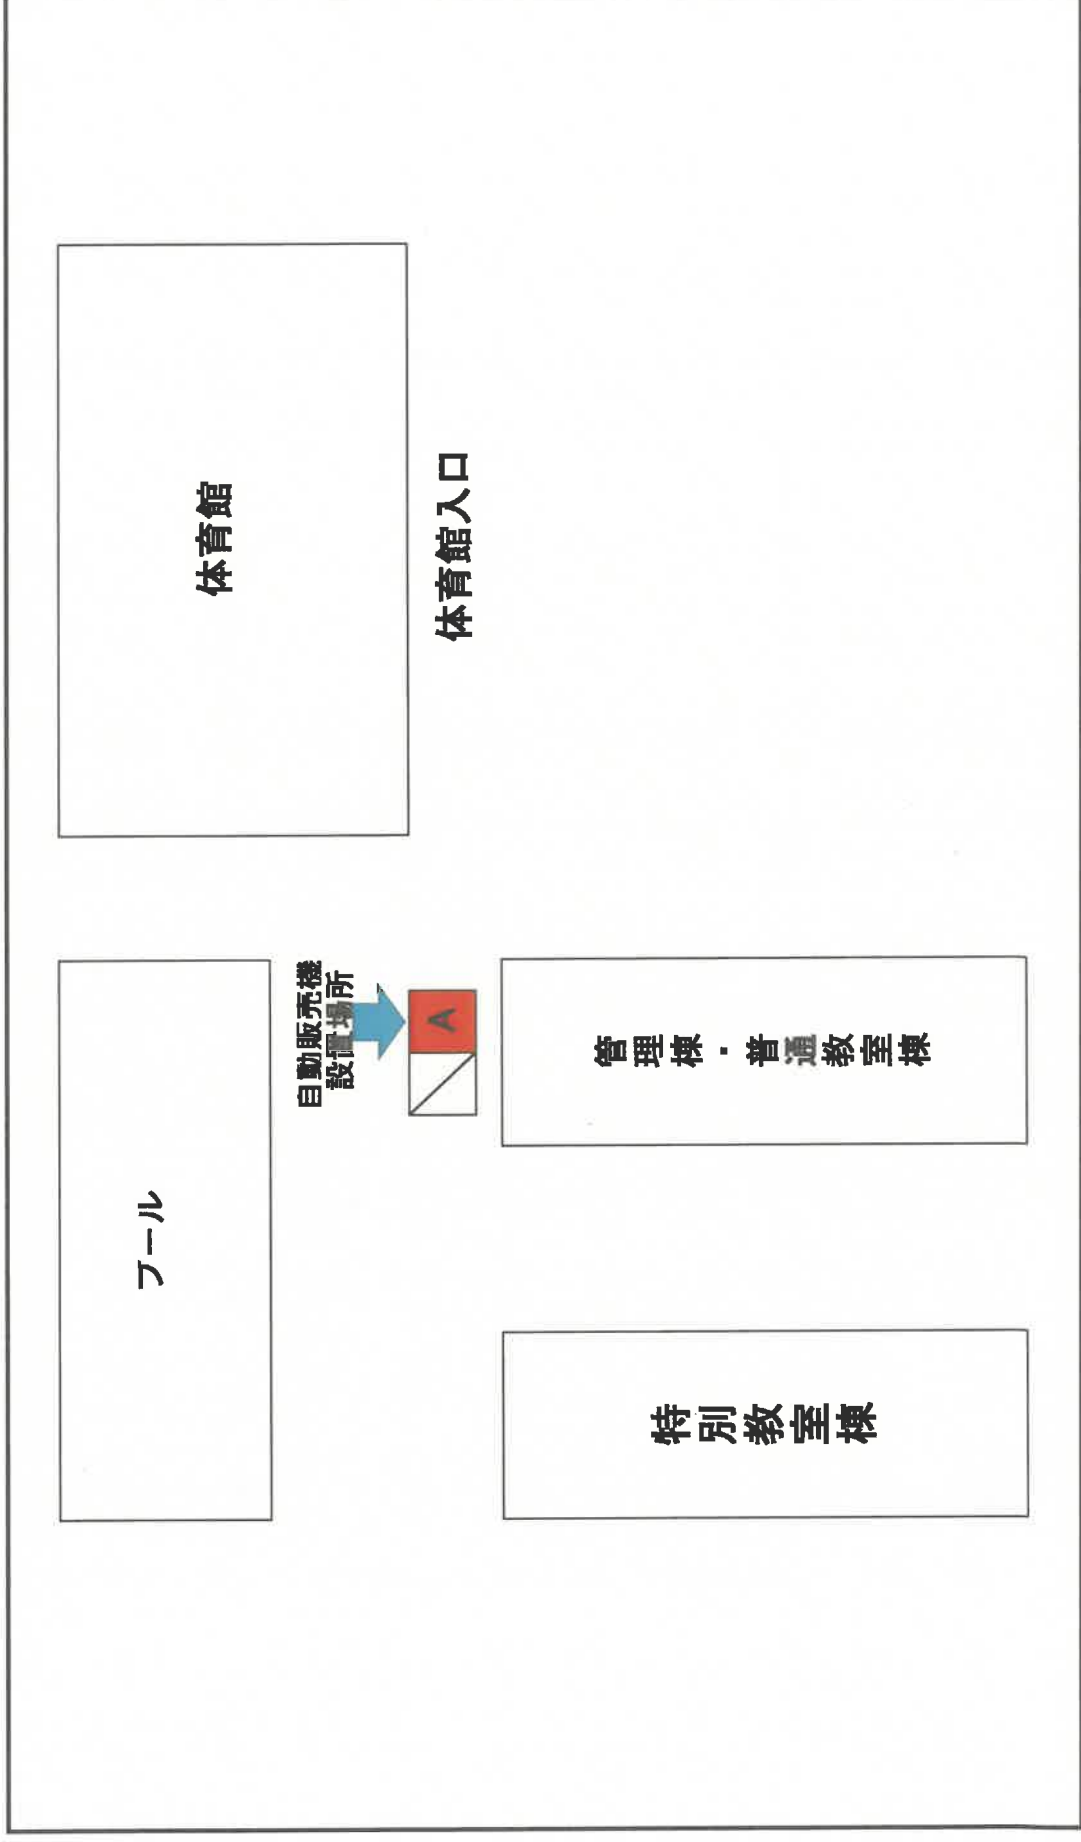 体育館
体育館入口
プール
自動販売機
設置場所
A
管理棟・普通教室棟
特別教室棟